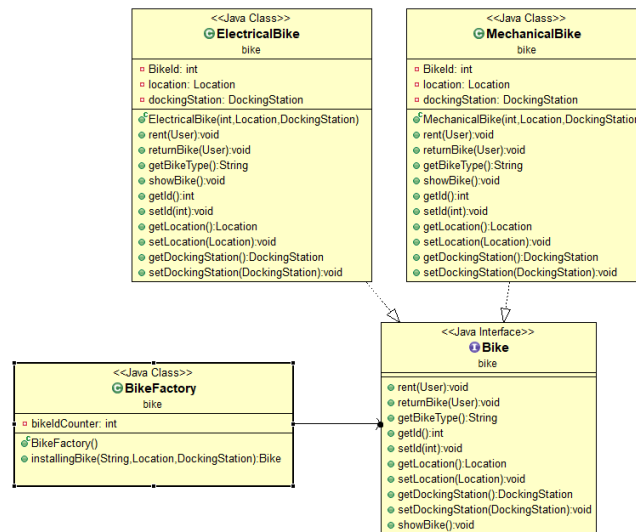 <<Java Class>>
ElectricalBike
bike
BikeId: int
location: Location
dockingStation: DockingStation
ElectricalBike(int,Location,DockingStation)
rent(User):void
returnBike(User):void
getBikeType():String
showBike():void
getId():int
setId(int):void
getLocation():Location
setLocation(Location):void
getDockingStation():DockingStation
setDockingStation(DockingStation):void
<<Java Class>>
MechanicalBike
bike
BikeId: int
location: Location
dockingStation: DockingStation
MechanicalBike(int,Location,DockingStation
rent(User):void
returnBike(User):void
getBikeType():String
showBike():void
getId():int
setId(int):void
getLocation():Location
setLocation(Location):void
getDockingStation():DockingStation
setDockingStation(DockingStation):void
<<Java Class>>
BikeFactory
bike
bikeIdCounter: int
BikeFactory()
installingBike(String,Location,DockingStation):Bike
<<Java Interface>>
Bike
bike
rent(User):void
returnBike(User):void
getBikeType():String
getId():int
setId(int):void
getLocation():Location
setLocation(Location):void
getDockingStation():DockingStation
setDockingStation(DockingStation):void
showBike():void